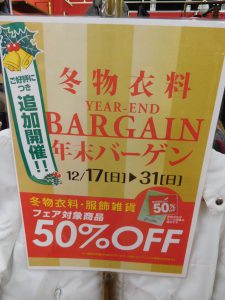 ご好評に
つき
追加開催!!
冬物衣料
YEAR-END
BARGAIN
年末バーゲン
12/17[日]▶31[日]
冬物衣料・服飾雑貨
フェア対象商品
50%OFF
50%